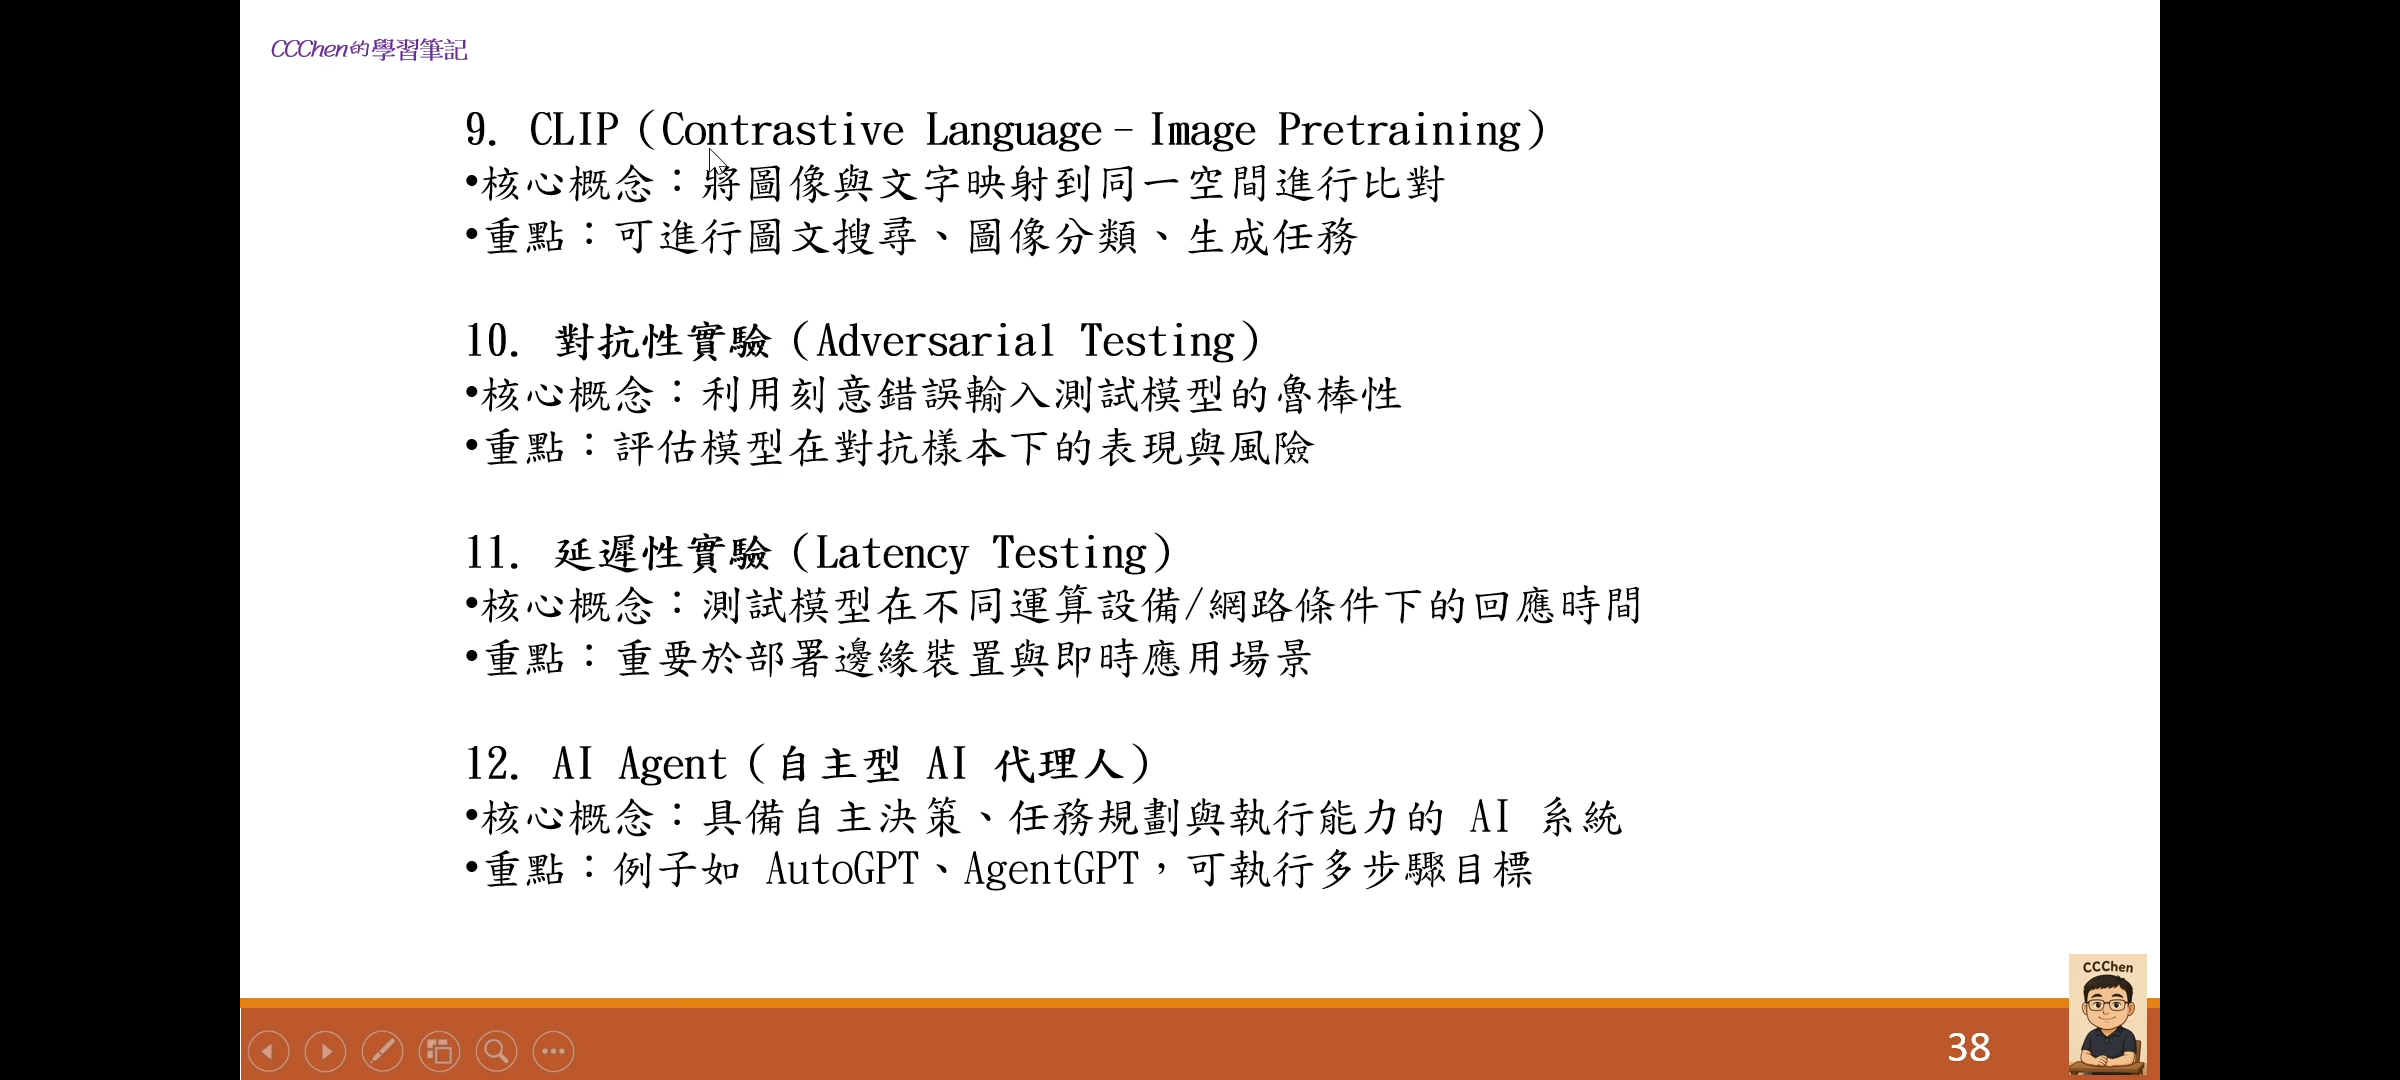 CCChen的學習筆記
9. CLIP（Contrastive Language–Image Pretraining）
•核心概念：將圖像與文字映射到同一空間進行比對
•重點：可進行圖文搜尋、圖像分類、生成任務
10. 對抗性實驗（Adversarial Testing）
•核心概念：利用刻意錯誤輸入測試模型的魯棒性
•重點：評估模型在對抗樣本下的表現與風險
11. 延遲性實驗（Latency Testing）
•核心概念：測試模型在不同運算設備/網路條件下的回應時間
•重點：重要於部署邊緣裝置與即時應用場景
12. AI Agent（自主型 AI 代理人）
•核心概念：具備自主決策、任務規劃與執行能力的 AI 系統
•重點：例子如 AutoGPT、AgentGPT，可執行多步驟目標
CCChen
38